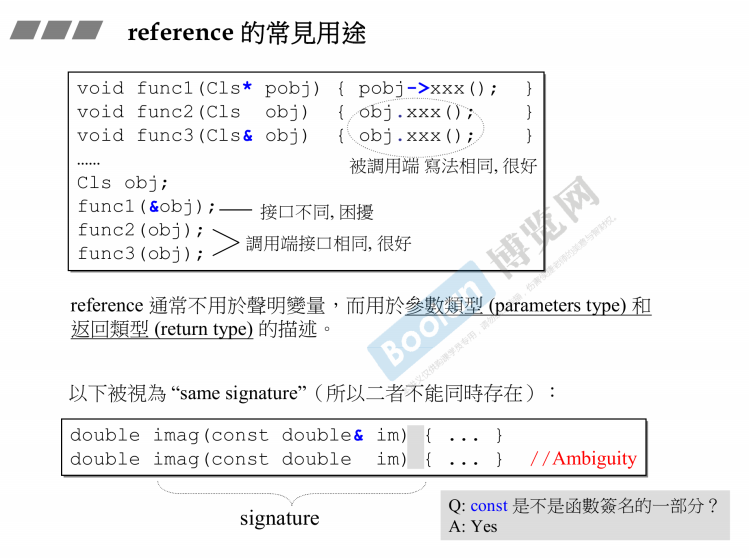 reference 的常見用途
void func1(Cls* pobj) { pobj->xxx(); }
void func2(Cls obj) { obj.xxx(); }
void func3(Cls& obj) { obj.xxx(); }
……
被調用端 寫法相同, 很好
Cls obj;
func1(&obj); 接口不同, 困擾
func2(obj);
func3(obj); 調用端接口相同, 很好
Boolan 博览网
reference 通常不用於聲明變量，而用於參數類型 (parameters type) 和
返回類型 (return type) 的描述。
以下被視為 “same signature”（所以二者不能同時存在）：
double imag(const double& im) { ... }
double imag(const double im) { ... } //Ambiguity
signature
Q: const 是不是函數簽名的一部分？
A: Yes